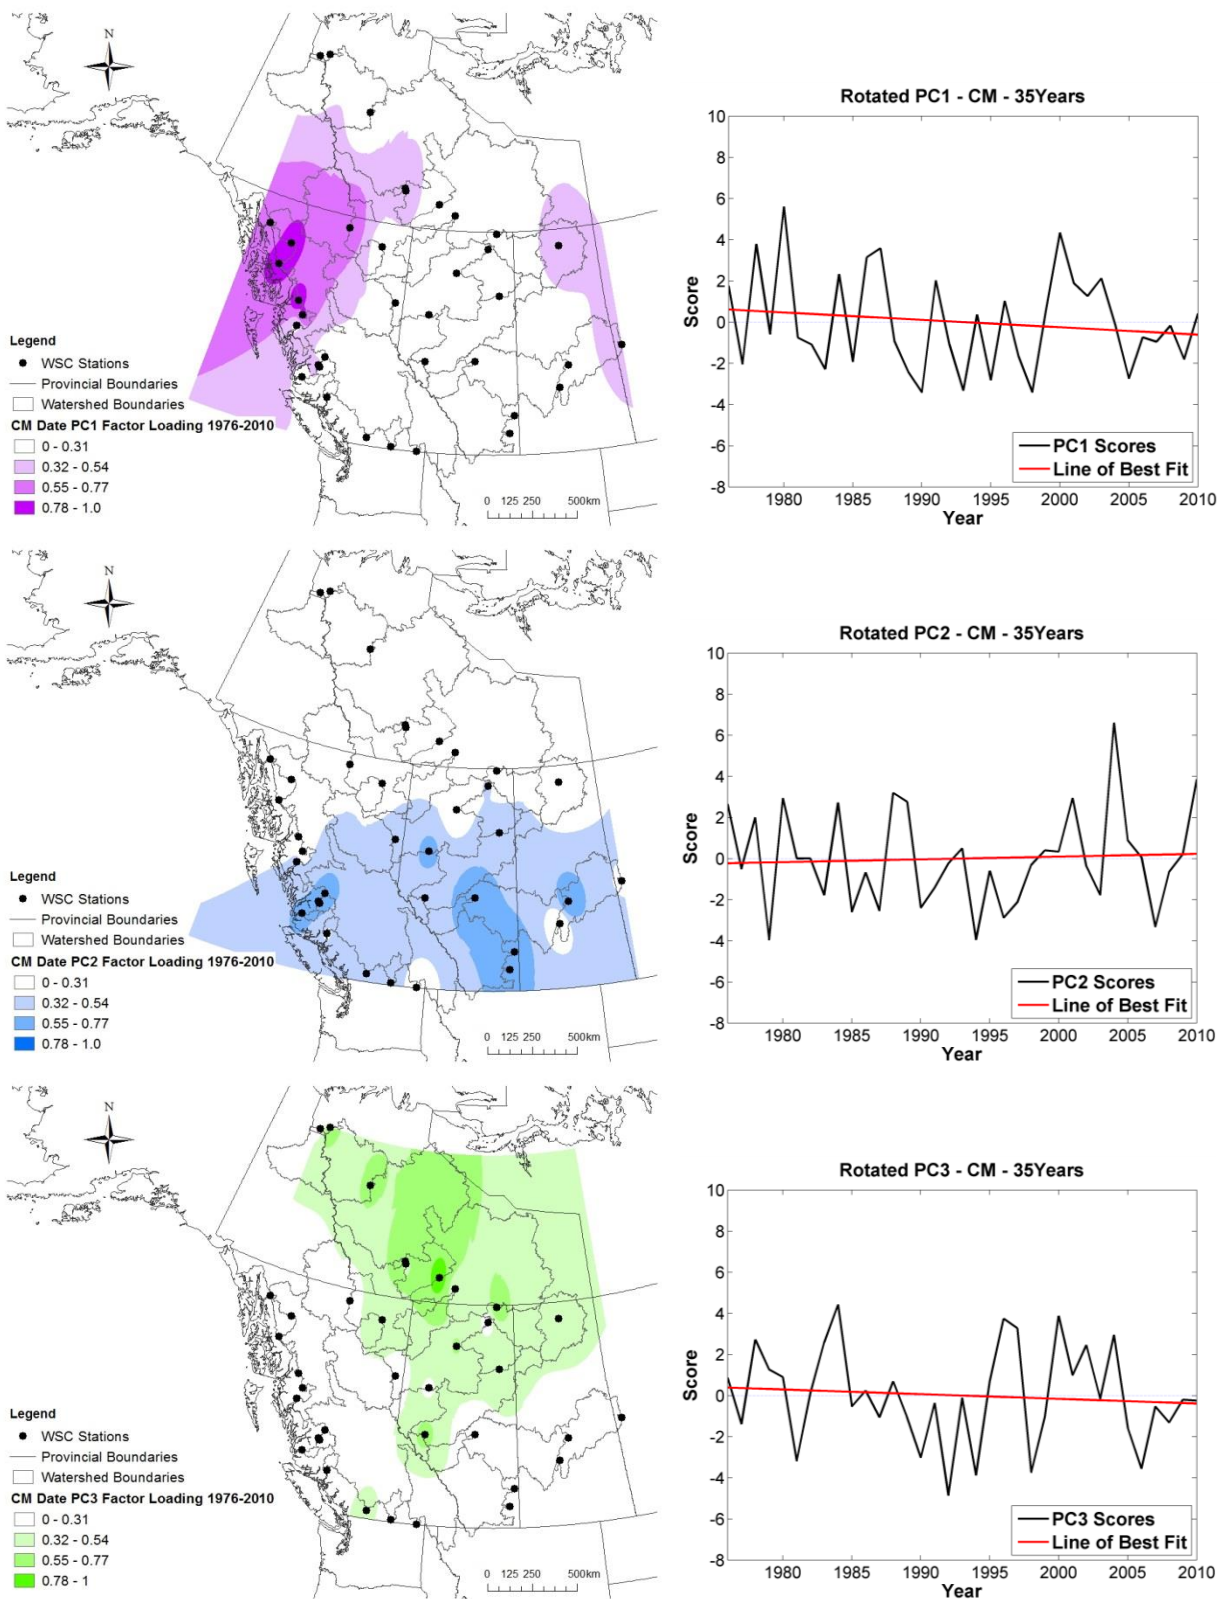 N
Legend
WSC Stations
Provincial Boundaries
Watershed Boundaries
CM Date PC1 Factor Loading 1976-2010
0 - 0.31
0.32 - 0.54
0.55 - 0.77
0.78 - 1.0
0 125 250 500km
Rotated PC1 - CM - 35Years
10
8
6
4
2
0
-2
-4
-6
-8
Score
PC1 Scores
Line of Best Fit
1980 1985 1990 1995 2000 2005 2010
Year
N
Legend
WSC Stations
Provincial Boundaries
Watershed Boundaries
CM Date PC2 Factor Loading 1976-2010
0 - 0.31
0.32 - 0.54
0.55 - 0.77
0.78 - 1.0
0 125 250 500km
Rotated PC2 - CM - 35Years
10
8
6
4
2
0
-2
-4
-6
-8
Score
PC2 Scores
Line of Best Fit
1980 1985 1990 1995 2000 2005 2010
Year
N
Legend
WSC Stations
Provincial Boundaries
Watershed Boundaries
CM Date PC3 Factor Loading 1976-2010
0 - 0.31
0.32 - 0.54
0.55 - 0.77
0.78 - 1
0 125 250 500km
Rotated PC3 - CM - 35Years
10
8
6
4
2
0
-2
-4
-6
-8
Score
PC3 Scores
Line of Best Fit
1980 1985 1990 1995 2000 2005 2010
Year